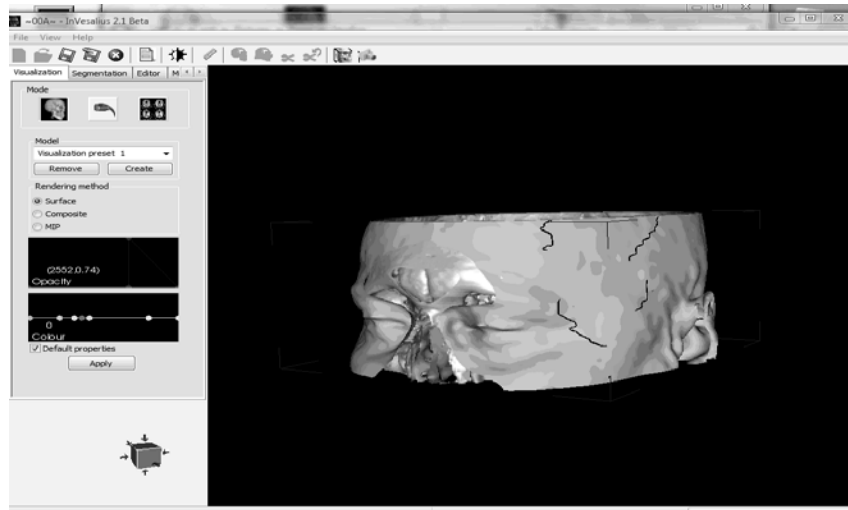 ~00A~ - InVesalius 2.1 Beta
File View Help
Visualization Segmentation Editor M
Mode
Model
Visualization preset 1
Remove Create
Rendering method
Surface
Composite
MIP
(2552,0.74)
Opacity
0
Colour
Default properties
Apply